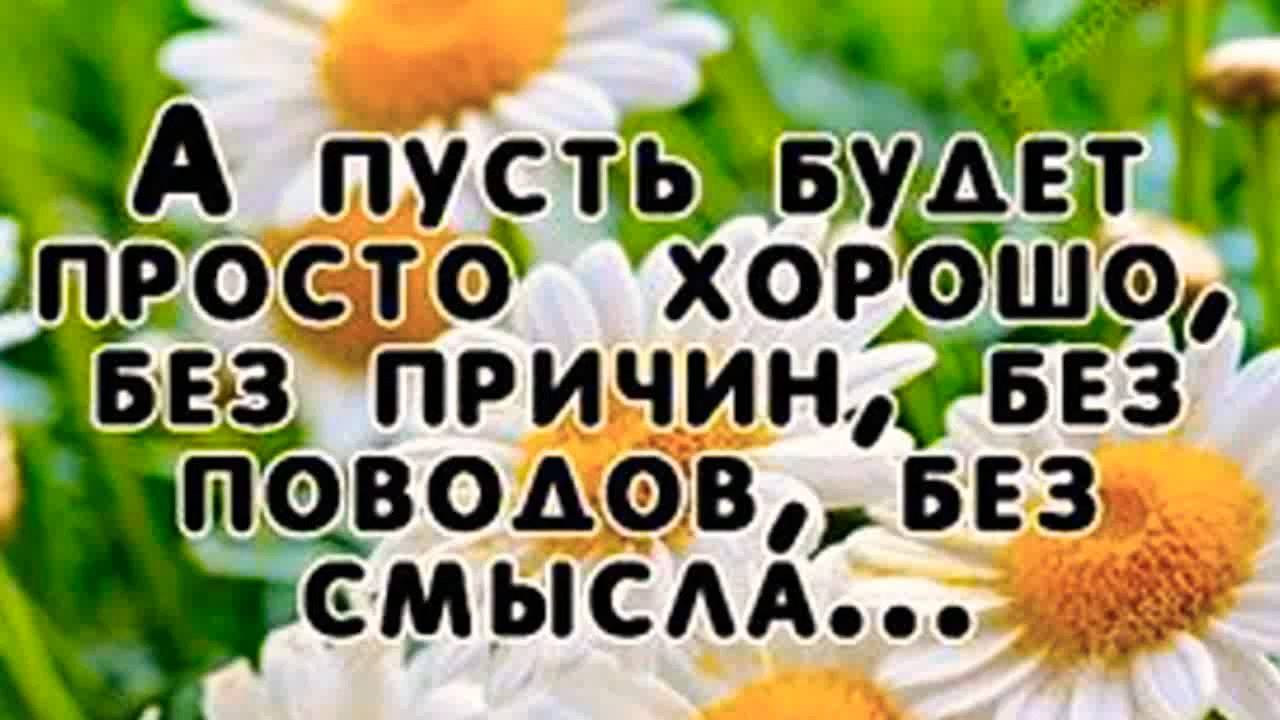 А ПУСТЬ БУДЕТ
ПРОСТО ХОРОШО,
БЕЗ ПРИЧИН, БЕЗ
ПОВОДОВ, БЕЗ
СМЫСЛА...